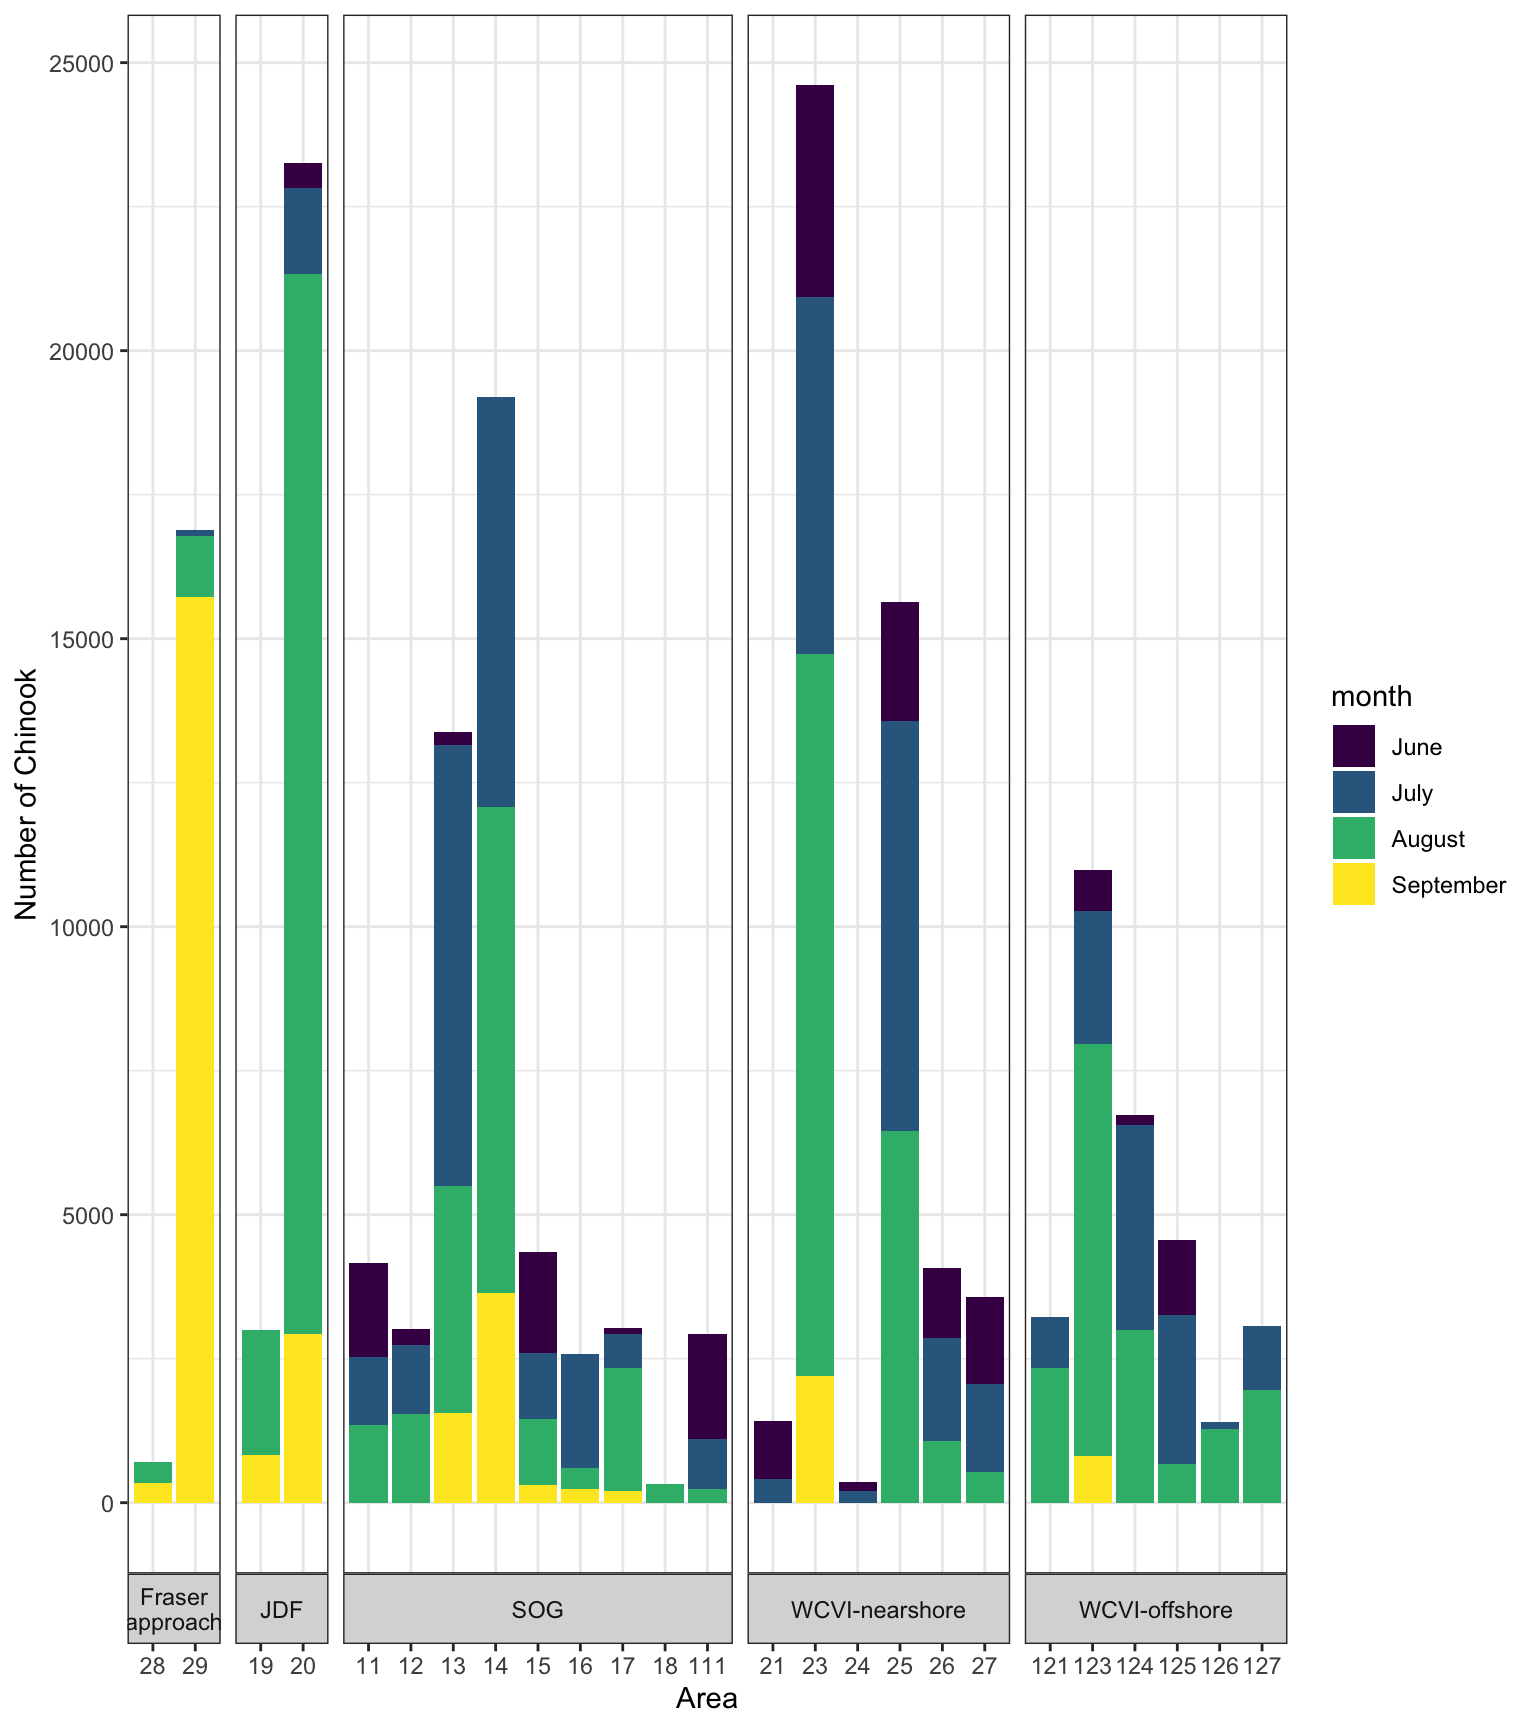 25000
20000
15000
10000
5000
0
Number of Chinook
Fraser
approach
JDF
SOG
WCVI-nearshore
WCVI-offshore
28 29 19 20 11 12 13 14 15 16 17 18 111 21 23 24 25 26 27 121 123 124 125 126 127
Area
month
June
July
August
September